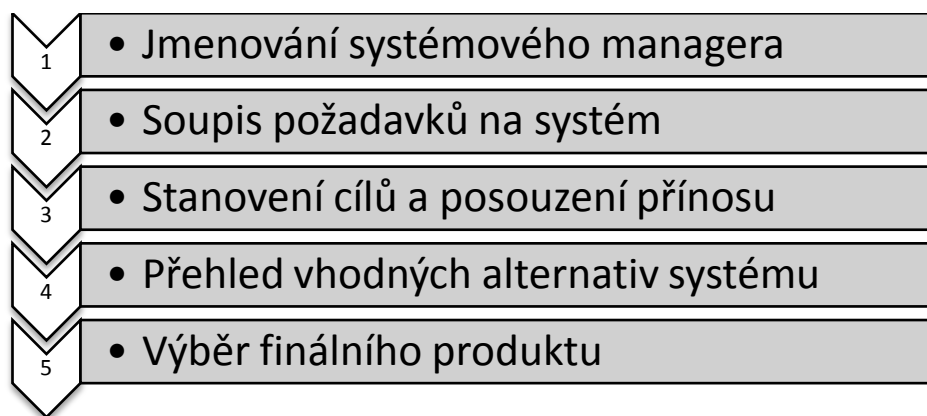 1 • Jmenování systémového managera
2 • Soupis požadavků na systém
3 • Stanovení cílů a posouzení přínosu
4 • Přehled vhodných alternativ systému
5 • Výběr finálního produktu